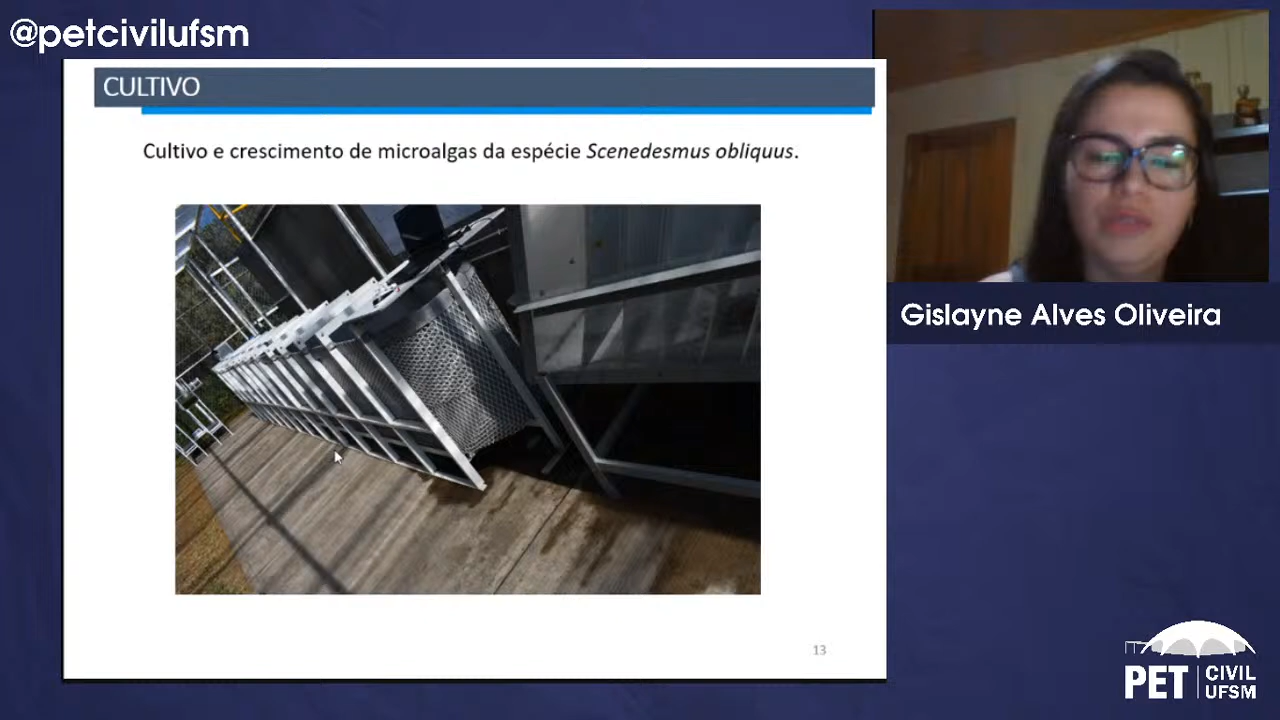 @petcivilufsm
CULTIVO
Cultivo e crescimento de microalgas da espécie Scenedesmus obliquus.
Gislayne Alves Oliveira
13
PET
CIVIL
UFSM